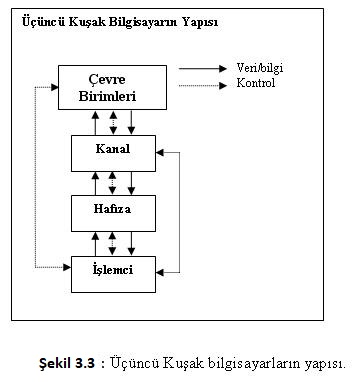 Üçüncü Kuşak Bilgisayarın Yapısı
Çevre
Birimleri
Veri/bilgi
Kontrol
Kanal
Hafıza
İşlemci
Şekil 3.3 : Üçüncü Kuşak bilgisayarların yapısı.